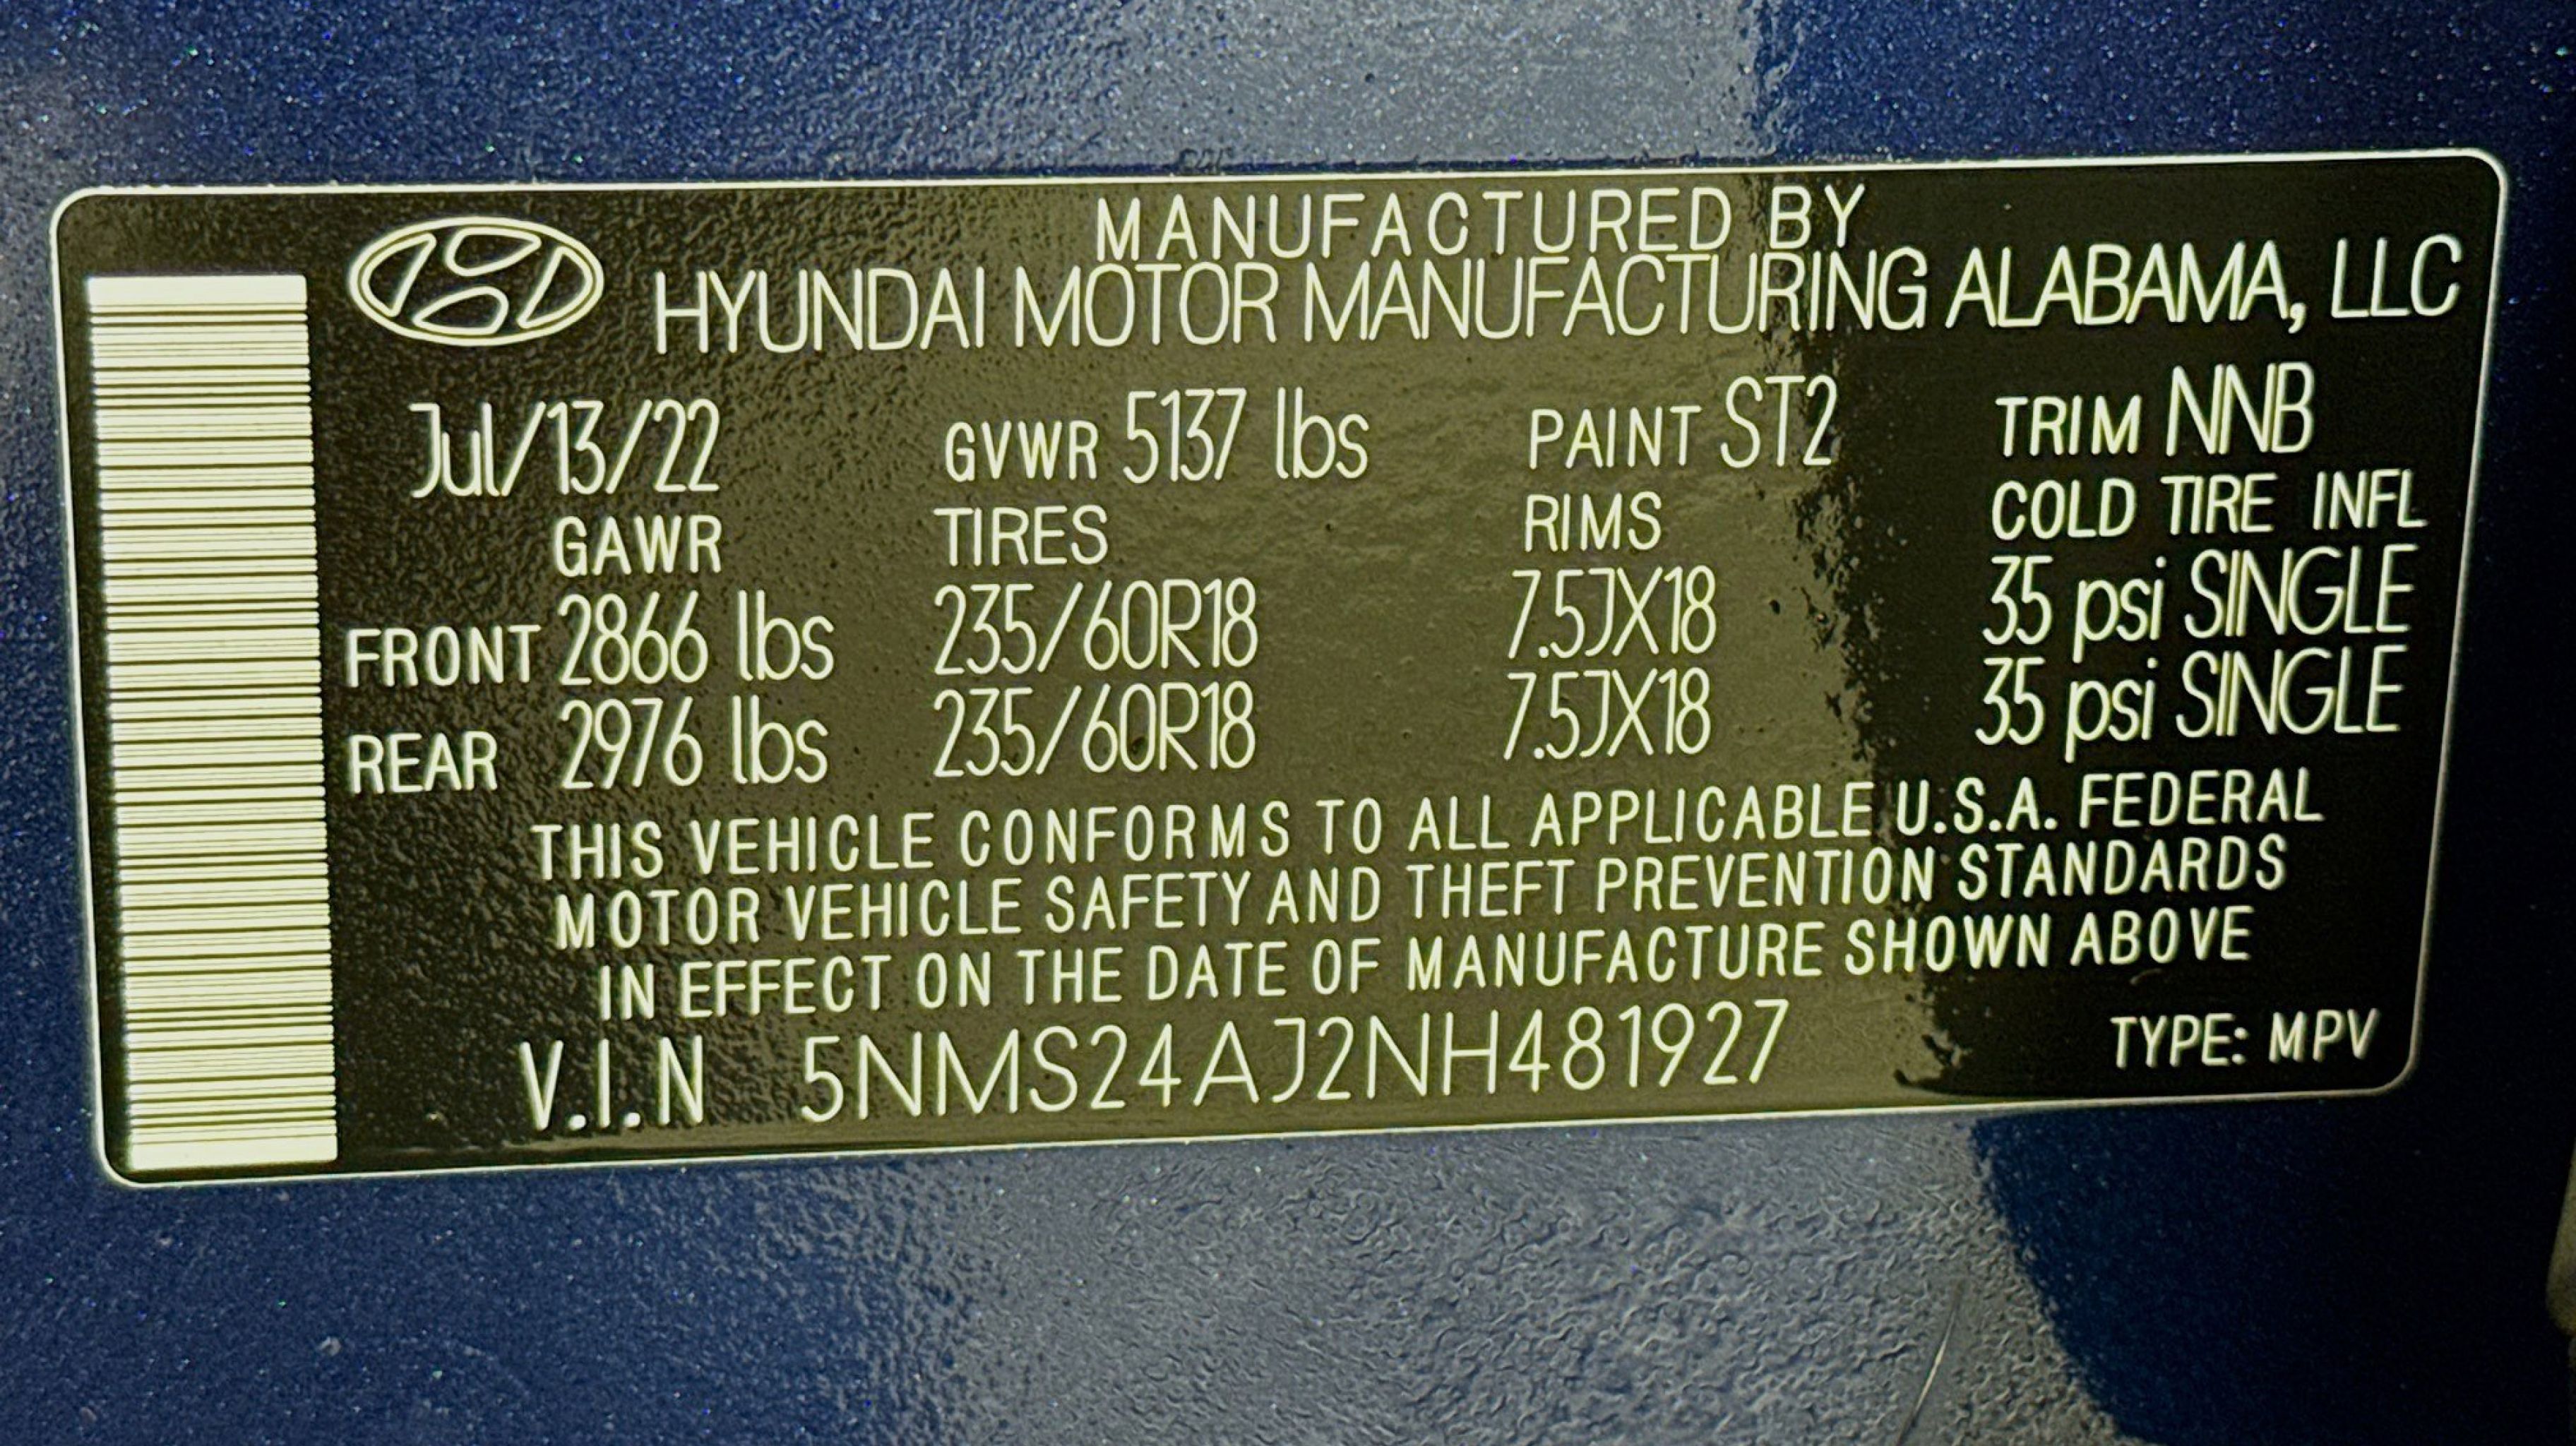 MANUFACTURED BY
HYUNDAI MOTOR MANUFACTURING ALABAMA, LLC
Jul/13/22 GVWR 5137 lbs PAINT ST2 TRIM NNB
GAWR TIRES RIMS COLD TIRE INFL
FRONT 2866 lbs 235/60R18 7.5JX18 35 psi SINGLE
REAR 2976 lbs 235/60R18 7.5JX18 35 psi SINGLE
THIS VEHICLE CONFORMS TO ALL APPLICABLE U.S.A. FEDERAL
MOTOR VEHICLE SAFETY AND THEFT PREVENTION STANDARDS
IN EFFECT ON THE DATE OF MANUFACTURE SHOWN ABOVE
V.I.N 5NMS24AJ2NH481927 TYPE: MPV